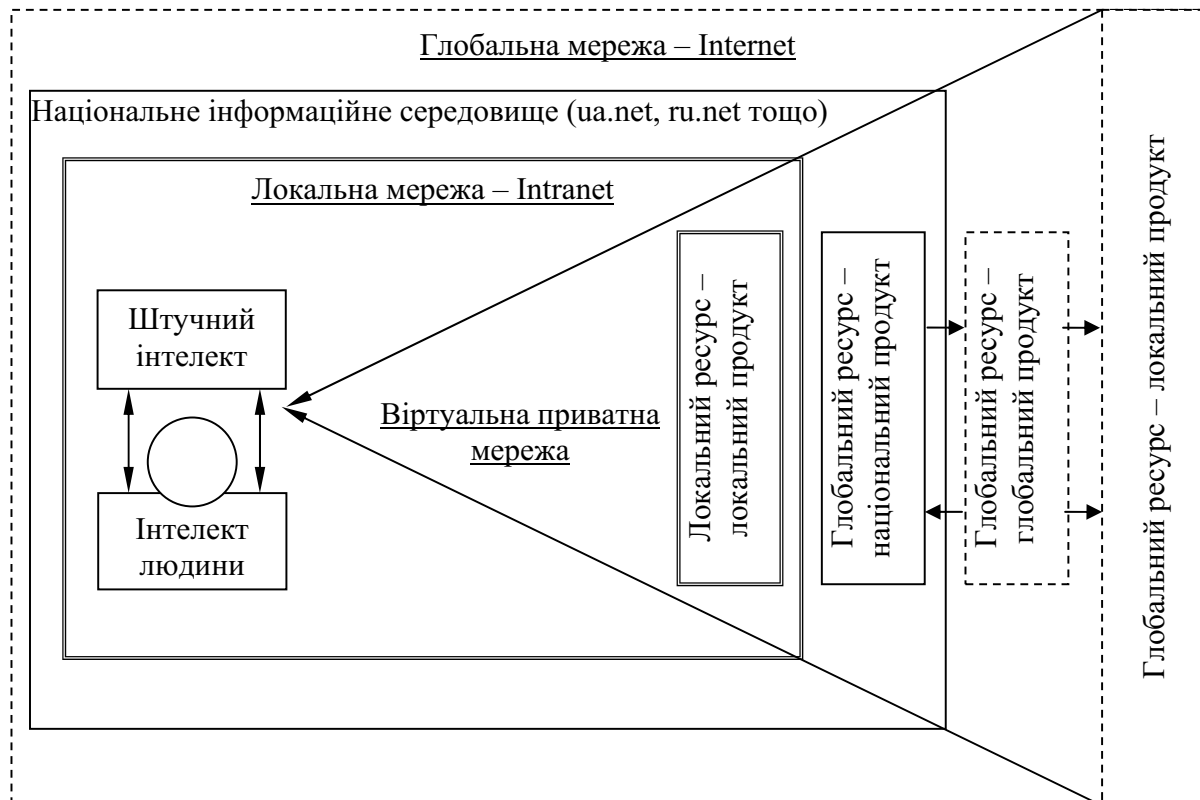 Глобальна мережа – Internet
Національне інформаційне середовище (ua.net, ru.net тощо)
Локальна мережа – Intranet
Штучний
інтелект
Інтелект
людини
Віртуальна приватна
мережа
Локальний ресурс –
локальний продукт
Глобальний ресурс –
національний продукт
Глобальний ресурс –
глобальний продукт
Глобальний ресурс – локальний продукт